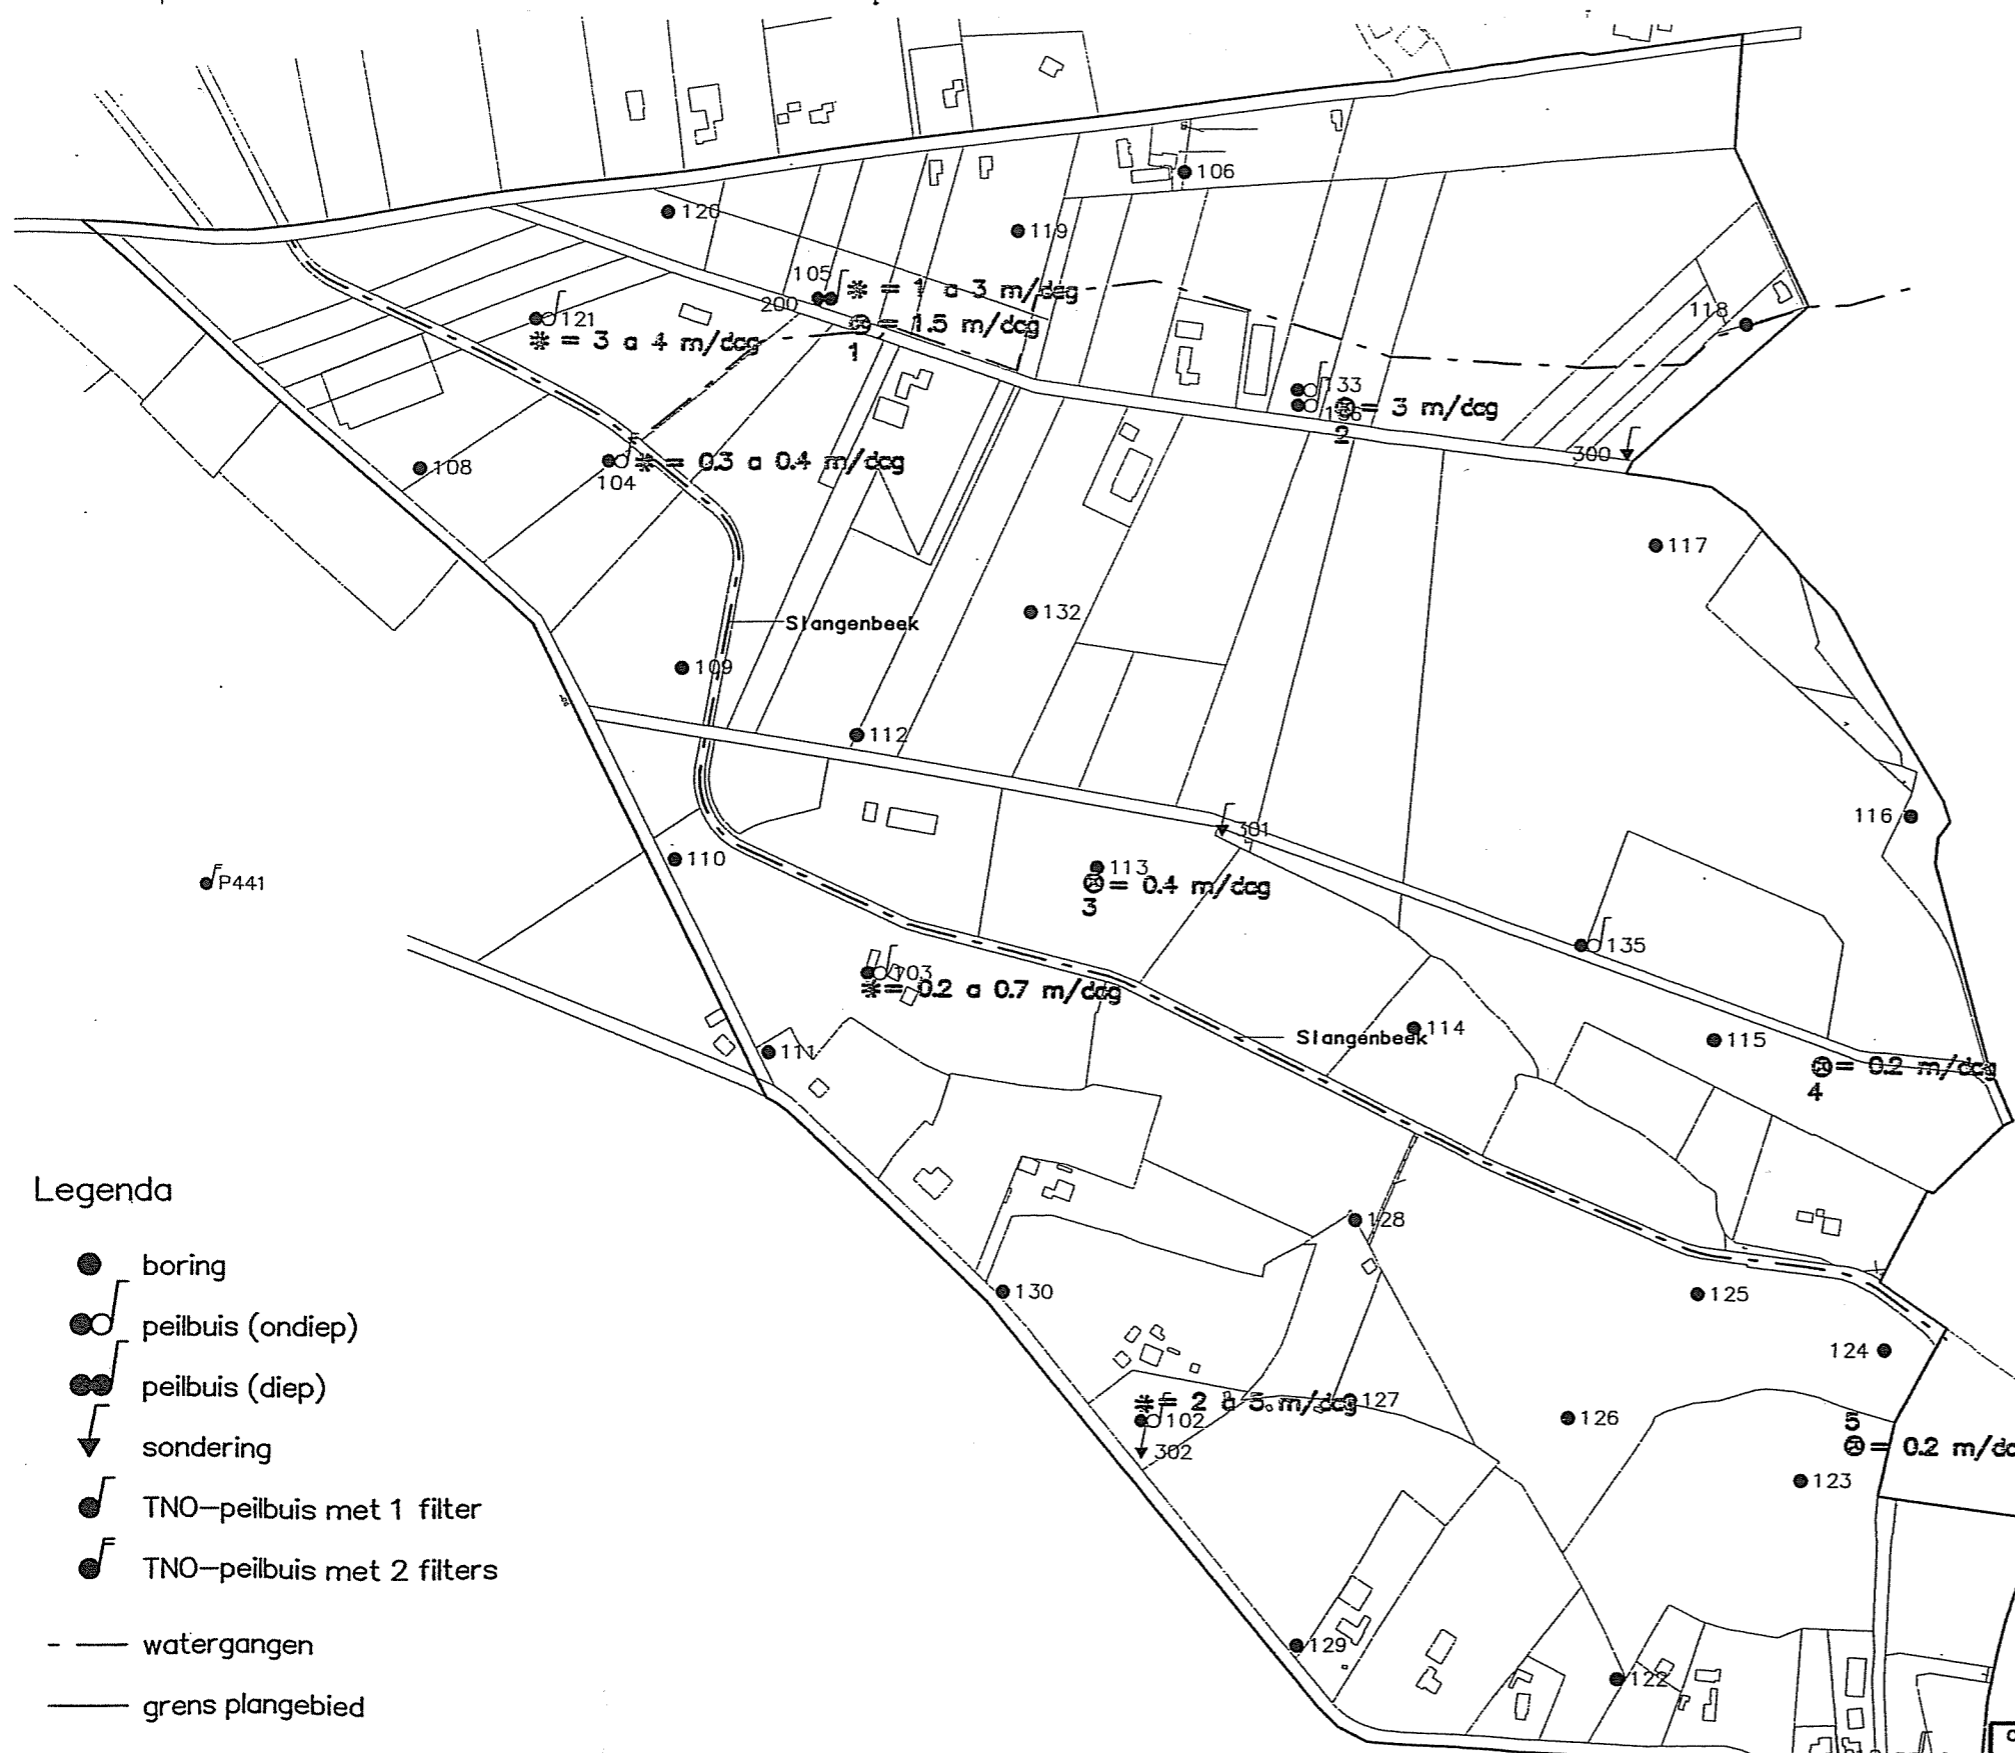 106
120
119
105
✱ = 1 a 3 m/dag
118
200
121
= 1.5 m/dag
✱ = 3 a 4 m/dag
1
133
= 3 m/dag
2
300
108
✱ = 0.3 a 0.4 m/dag
104
117
132
Slangenbeek
109
112
116
301
110
113
P441
= 0.4 m/dag
3
135
103
✱ = 0.2 a 0.7 m/dag
114
Slangenbeek
115
111
= 0.2 m/dag
4
128
130
125
124
✱ = 2 a 5 m/dag
127
102
126
5
302
= 0.2 m/da
123
129
122
Legenda
boring
peilbuis (ondiep)
peilbuis (diep)
sondering
TNO-peilbuis met 1 filter
TNO-peilbuis met 2 filters
watergangen
grens plangebied